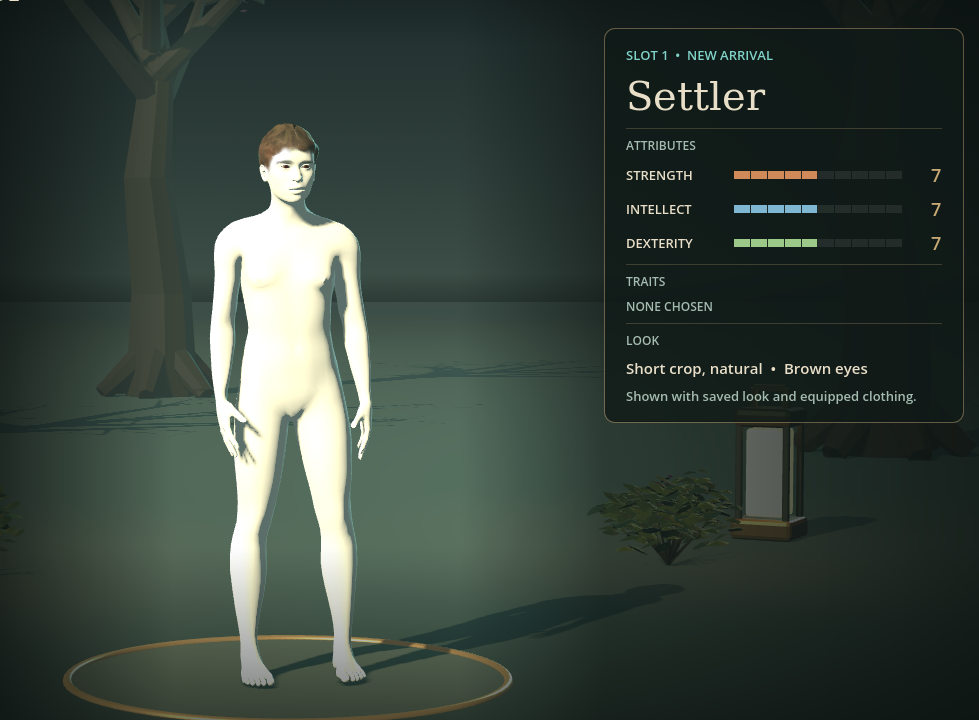 SLOT 1 • NEW ARRIVAL
Settler
ATTRIBUTES
STRENGTH 7
INTELLECT 7
DEXTERITY 7
TRAITS
NONE CHOSEN
LOOK
Short crop, natural • Brown eyes
Shown with saved look and equipped clothing.